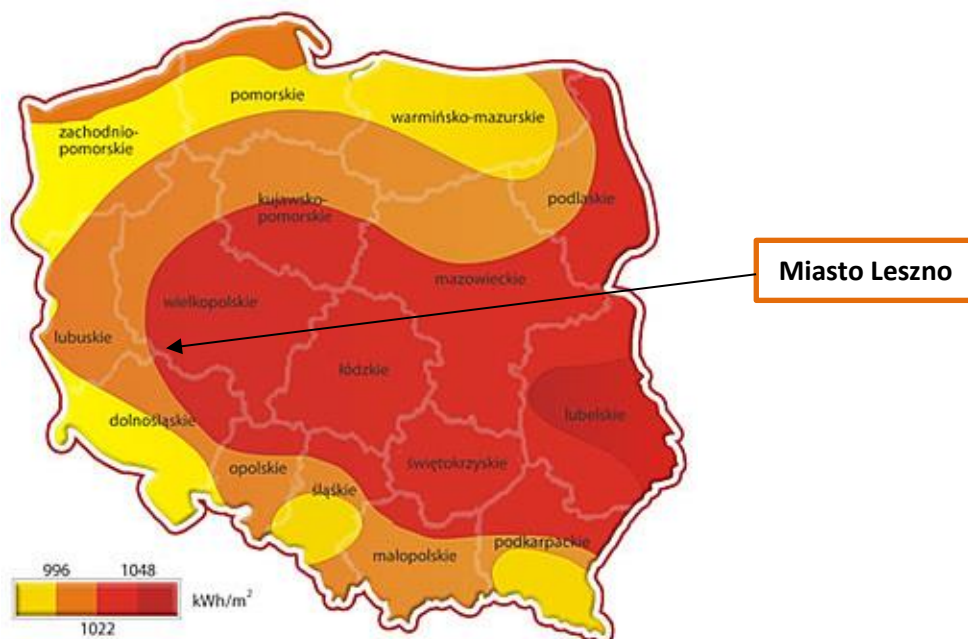 pomorskie
warmińsko-mazurskie
zachodnio-
pomorskie
podlaskie
kujawsko-
pomorskie
mazowieckie
Miasto Leszno
wielkopolskie
lubuskie
łódzkie
lubelskie
dolnośląskie
świętokrzyskie
opolskie
śląskie
podkarpackie
małopolskie
996 1048
kWh/m²
1022